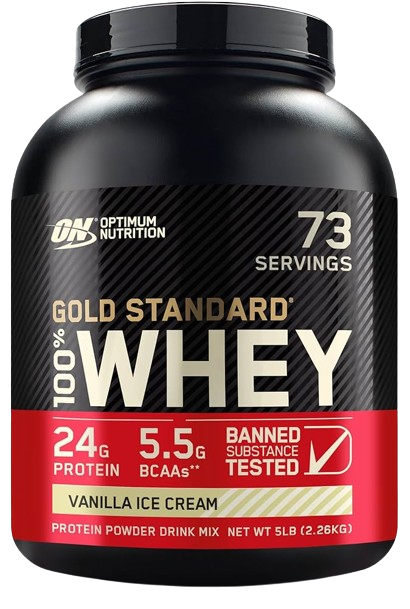 ON® OPTIMUM
NUTRITION
73
SERVINGS
GOLD STANDARD®
100% WHEY
24G
PROTEIN
5.5G
BCAAs**
BANNED
SUBSTANCE
TESTED
VANILLA ICE CREAM
PROTEIN POWDER DRINK MIX NET WT 5LB (2.26KG)